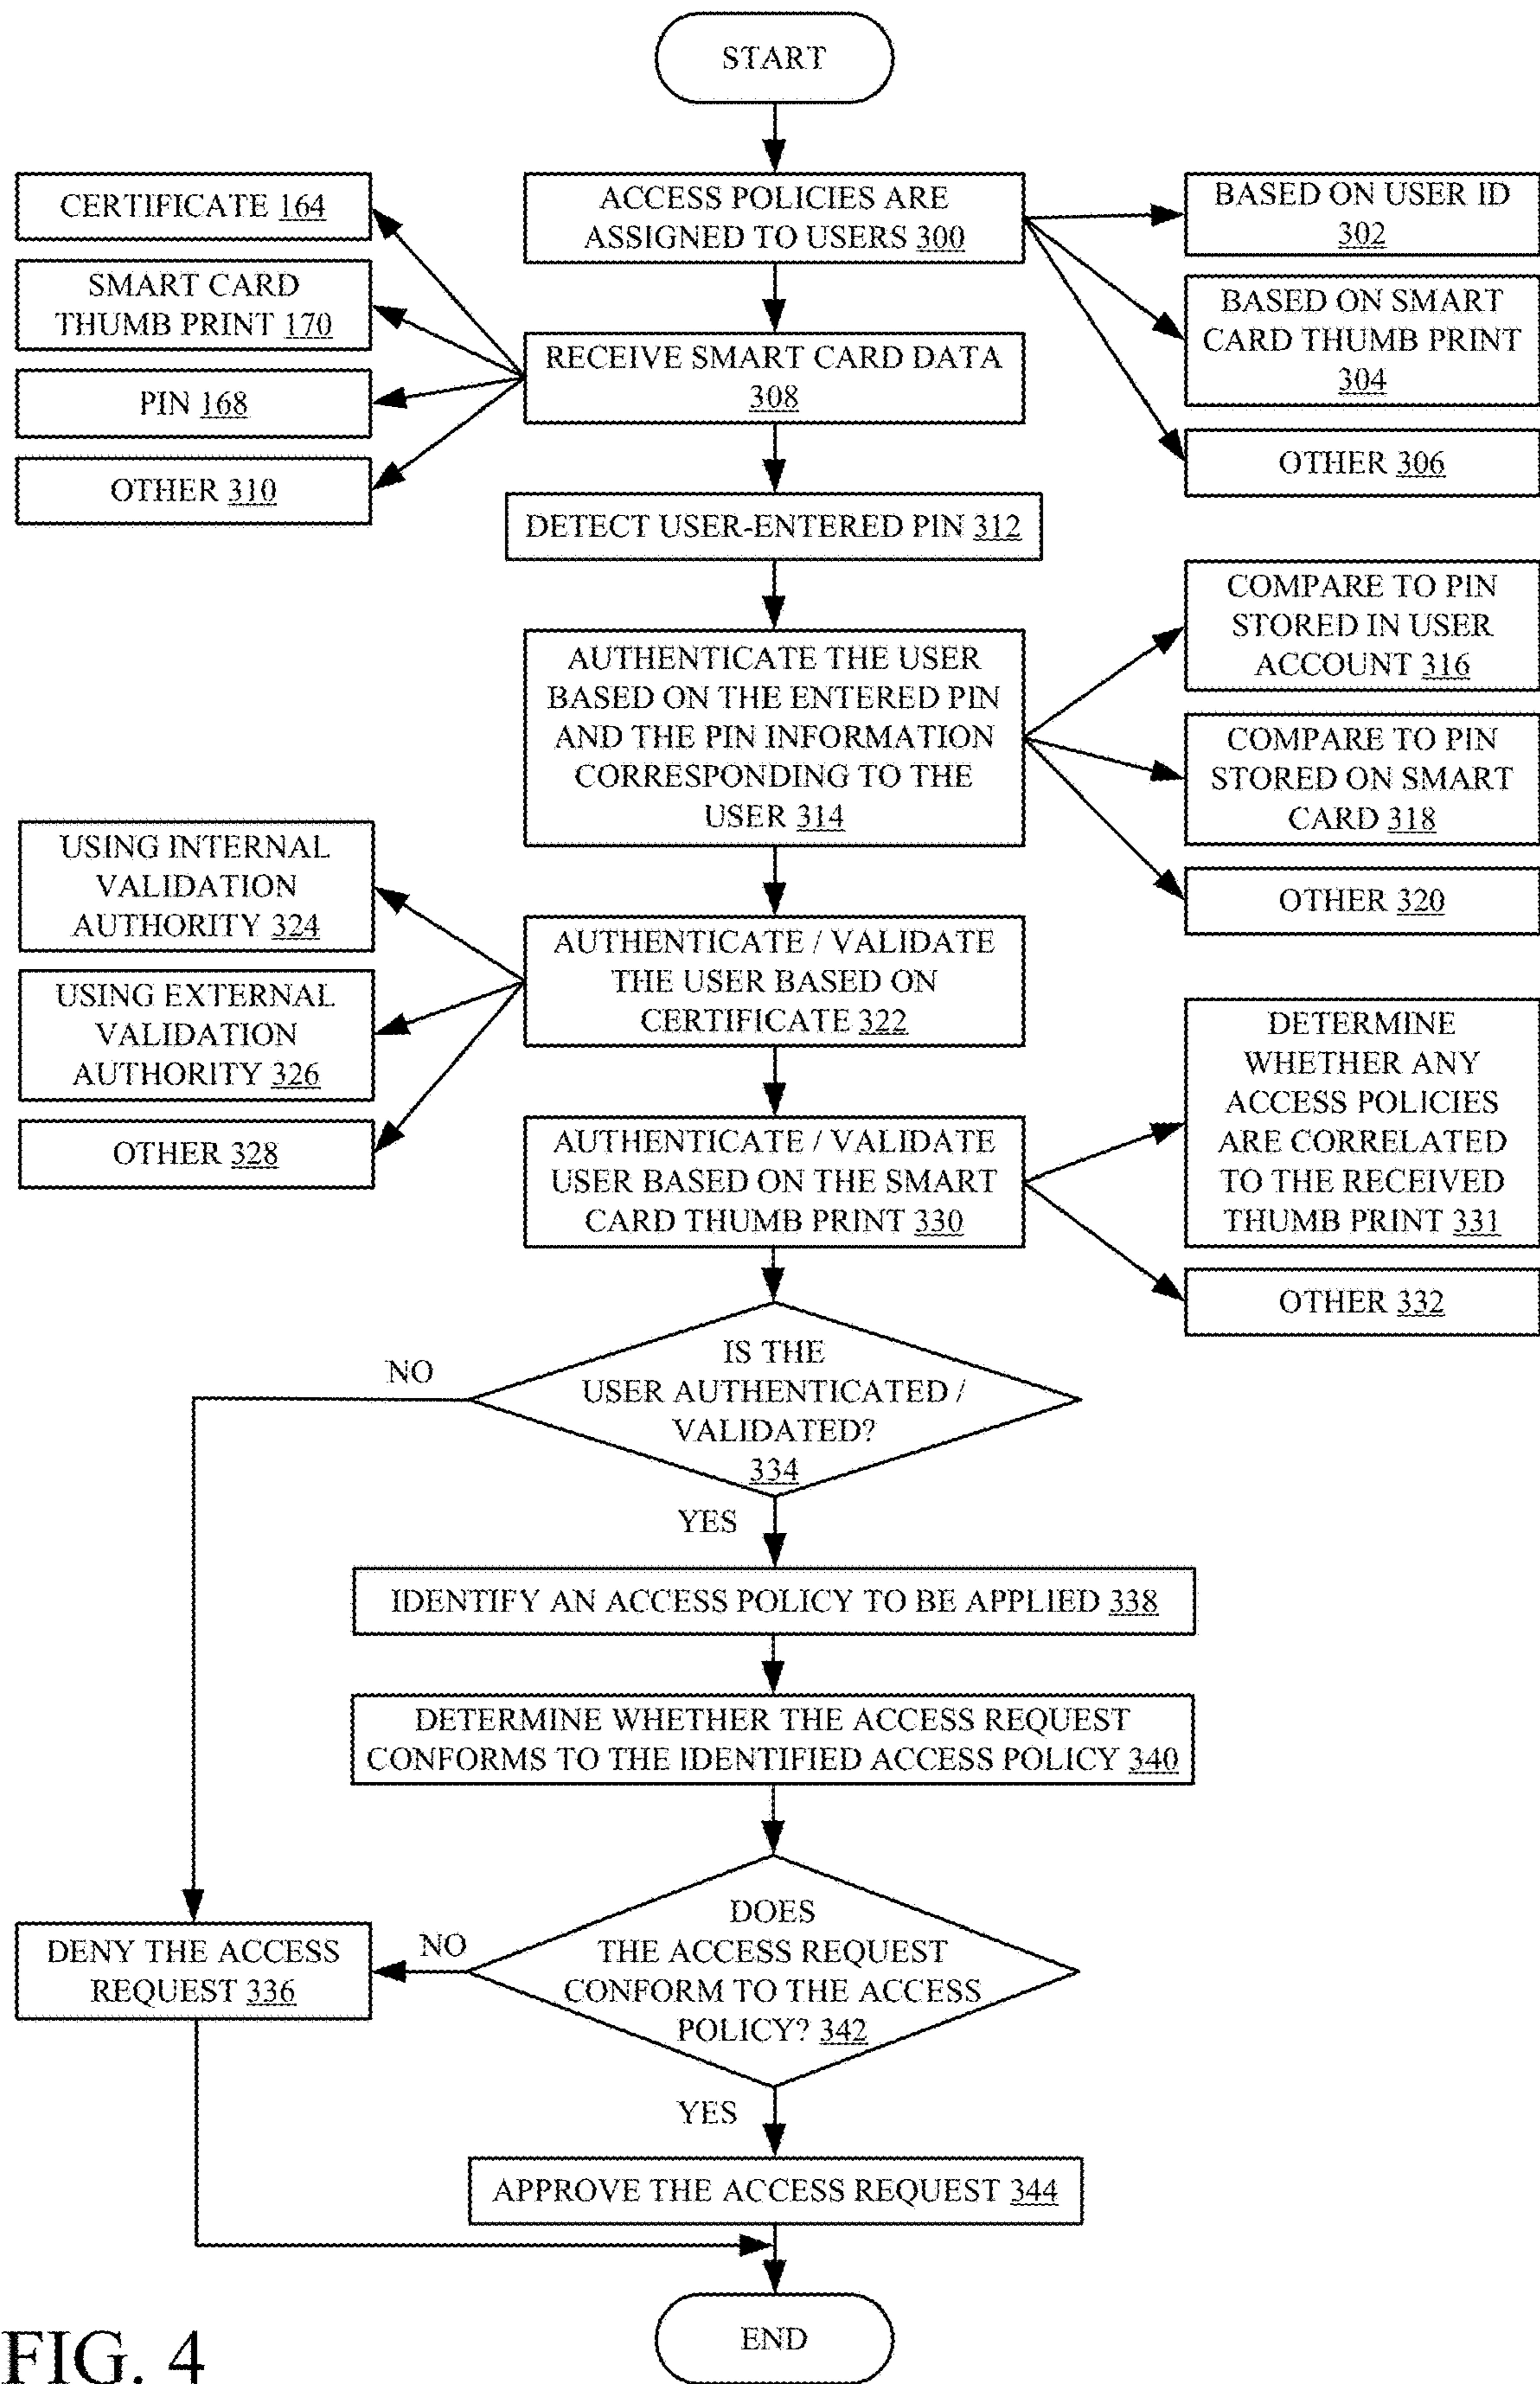 START
ACCESS POLICIES ARE
ASSIGNED TO USERS 300
BASED ON USER ID
302
BASED ON SMART
CARD THUMB PRINT
304
OTHER 306
CERTIFICATE 164
SMART CARD
THUMB PRINT 170
PIN 168
OTHER 310
RECEIVE SMART CARD DATA
308
DETECT USER-ENTERED PIN 312
AUTHENTICATE THE USER
BASED ON THE ENTERED PIN
AND THE PIN INFORMATION
CORRESPONDING TO THE
USER 314
COMPARE TO PIN
STORED IN USER
ACCOUNT 316
COMPARE TO PIN
STORED ON SMART
CARD 318
OTHER 320
USING INTERNAL
VALIDATION
AUTHORITY 324
USING EXTERNAL
VALIDATION
AUTHORITY 326
OTHER 328
AUTHENTICATE / VALIDATE
THE USER BASED ON
CERTIFICATE 322
AUTHENTICATE / VALIDATE
USER BASED ON THE SMART
CARD THUMB PRINT 330
DETERMINE
WHETHER ANY
ACCESS POLICIES
ARE CORRELATED
TO THE RECEIVED
THUMB PRINT 331
OTHER 332
IS THE
USER AUTHENTICATED /
VALIDATED?
334
NO
YES
IDENTIFY AN ACCESS POLICY TO BE APPLIED 338
DETERMINE WHETHER THE ACCESS REQUEST
CONFORMS TO THE IDENTIFIED ACCESS POLICY 340
DOES
THE ACCESS REQUEST
CONFORM TO THE ACCESS
POLICY? 342
NO
DENY THE ACCESS
REQUEST 336
YES
APPROVE THE ACCESS REQUEST 344
END
FIG. 4